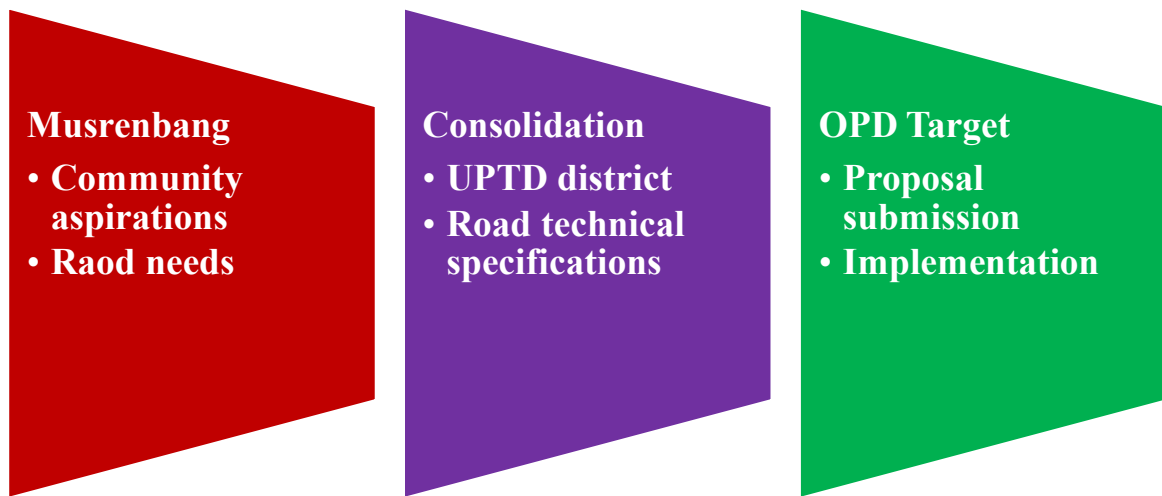 Musrenbang
• Community
aspirations
• Raod needs
Consolidation
• UPTD district
• Road technical
specifications
OPD Target
• Proposal
submission
• Implementation